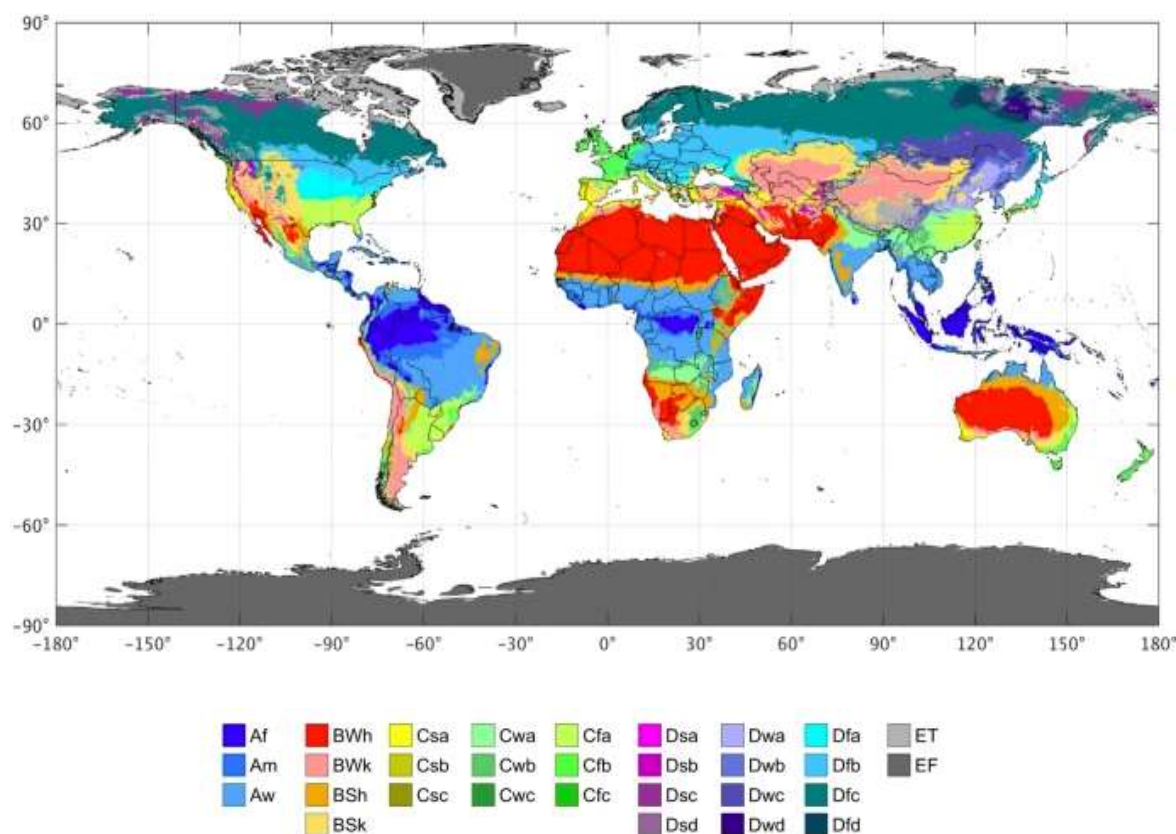 90°
60°
30°
0°
−30°
−60°
−90°
−180° −150° −120° −90° −60° −30° 0° 30° 60° 90° 120° 150° 180°
Af BWh Csa Cwa Cfa Dsa Dwa Dfa ET
Am BWk Csb Cwb Cfb Dsb Dwb Dfb EF
Aw BSh Csc Cwc Cfc Dsc Dwc Dfc
BSk Dsd Dwd Dfd